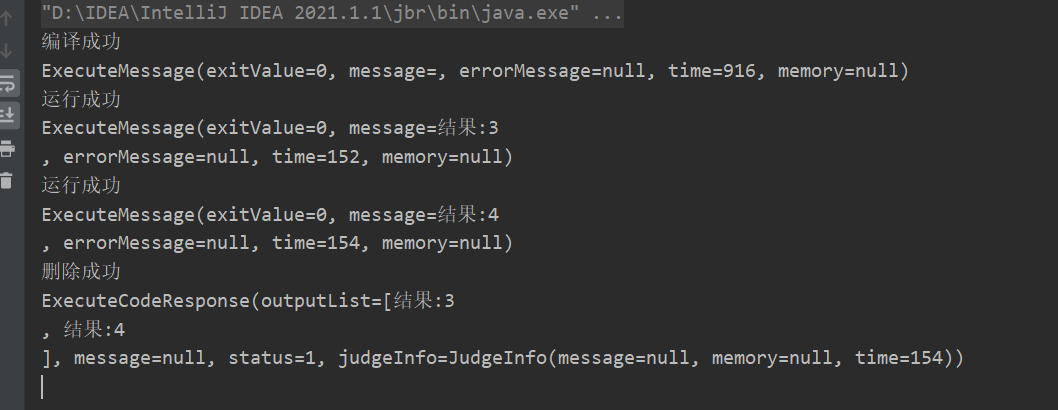 "D:\IDEA\IntelliJ IDEA 2021.1.1\jbr\bin\java.exe" ...
编译成功
ExecuteMessage(exitValue=0, message=, errorMessage=null, time=916, memory=null)
运行成功
ExecuteMessage(exitValue=0, message=结果:3
, errorMessage=null, time=152, memory=null)
运行成功
ExecuteMessage(exitValue=0, message=结果:4
, errorMessage=null, time=154, memory=null)
删除成功
ExecuteCodeResponse(outputList=[结果:3
, 结果:4
], message=null, status=1, judgeInfo=JudgeInfo(message=null, memory=null, time=154))